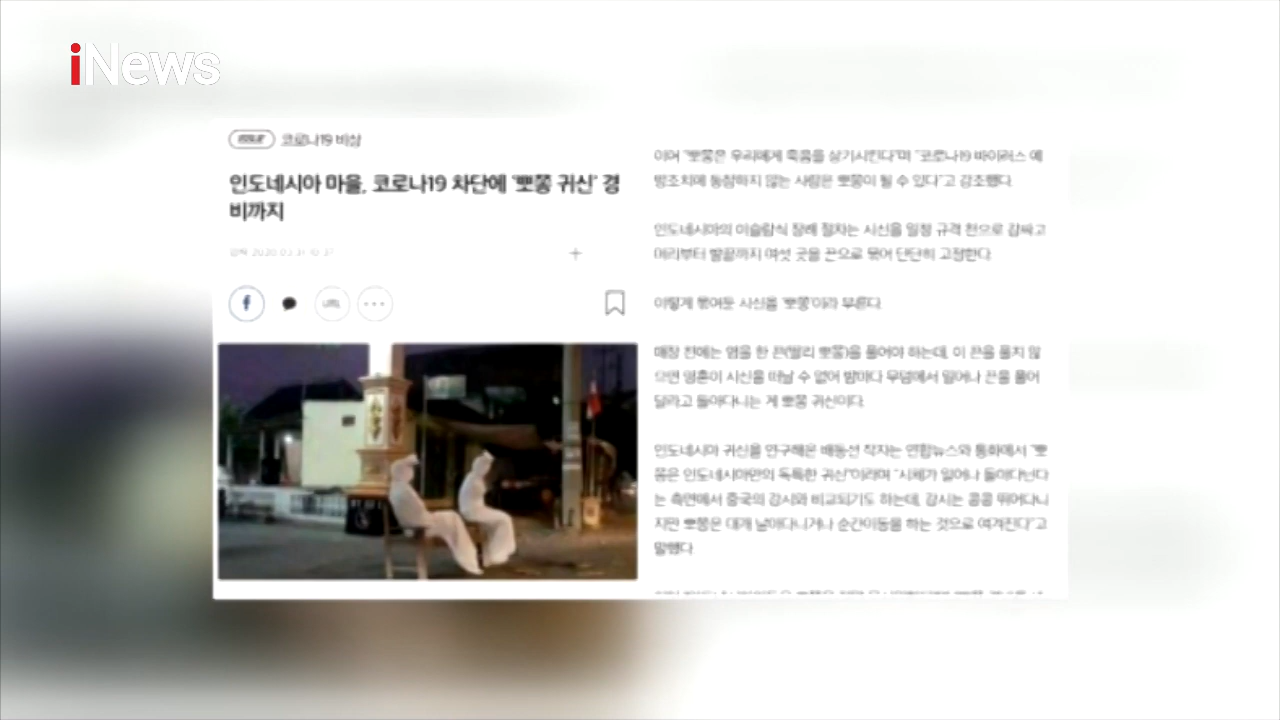 iNews
ISSUE 코로나19 비상
인도네시아 마을, 코로나19 차단에 '뽀쫑 귀신' 경
비까지
입력 2020.03.31 10:37
URL
이어 "뽀쫑은 우리에게 죽음을 상기시킨다"며 "코로나19 바이러스 예
방조치에 동참하지 않는 사람은 뽀쫑이 될 수 있다"고 강조했다.
인도네시아의 이슬람식 장례 절차는 시신을 일정 규격 천으로 감싸고
머리부터 발끝까지 여섯 곳을 끈으로 묶어 단단히 고정한다.
이렇게 묶여둔 시신을 '뽀쫑'이라 부른다.
매장 전에는 염을 한 끈(딸리 뽀쫑)을 풀어야 하는데, 이 끈을 풀지 않
으면 영혼이 시신을 떠날 수 없어 밤마다 무덤에서 일어나 끈을 풀어
달라고 돌아다니는 게 뽀쫑 귀신이다.
인도네시아 귀신을 연구해온 배동선 작가는 연합뉴스와 통화에서 "뽀
쫑은 인도네시아만의 독특한 귀신"이라며 "시체가 일어나 돌아다닌다
는 측면에서 중국의 강시와 비교되기도 하는데, 강시는 콩콩 뛰어다니
지만 뽀쫑은 대개 날아다니거나 순간이동을 하는 것으로 여겨진다"고
말했다.